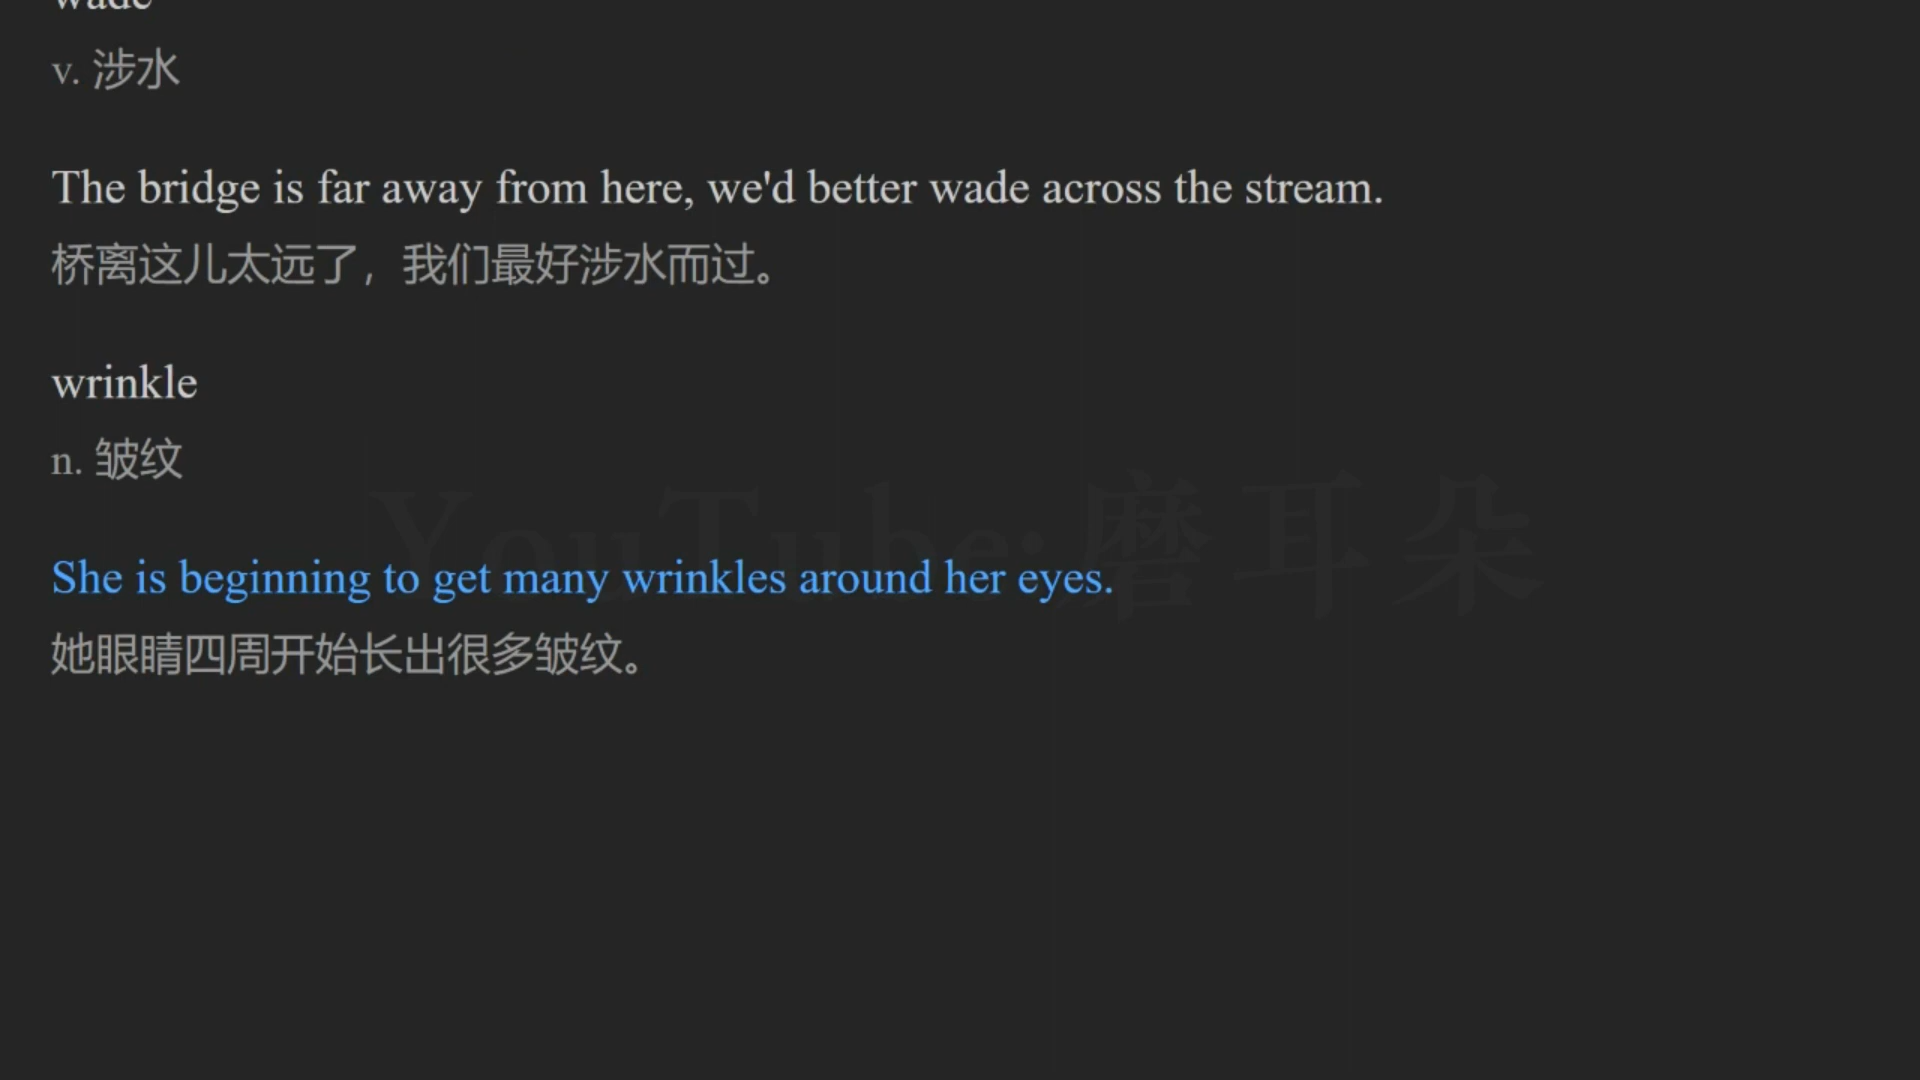 wade
v. 涉水
The bridge is far away from here, we'd better wade across the stream.
桥离这儿太远了，我们最好涉水而过。
wrinkle
n. 皱纹
YouTube:磨耳朵
She is beginning to get many wrinkles around her eyes.
她眼睛四周开始长出很多皱纹。